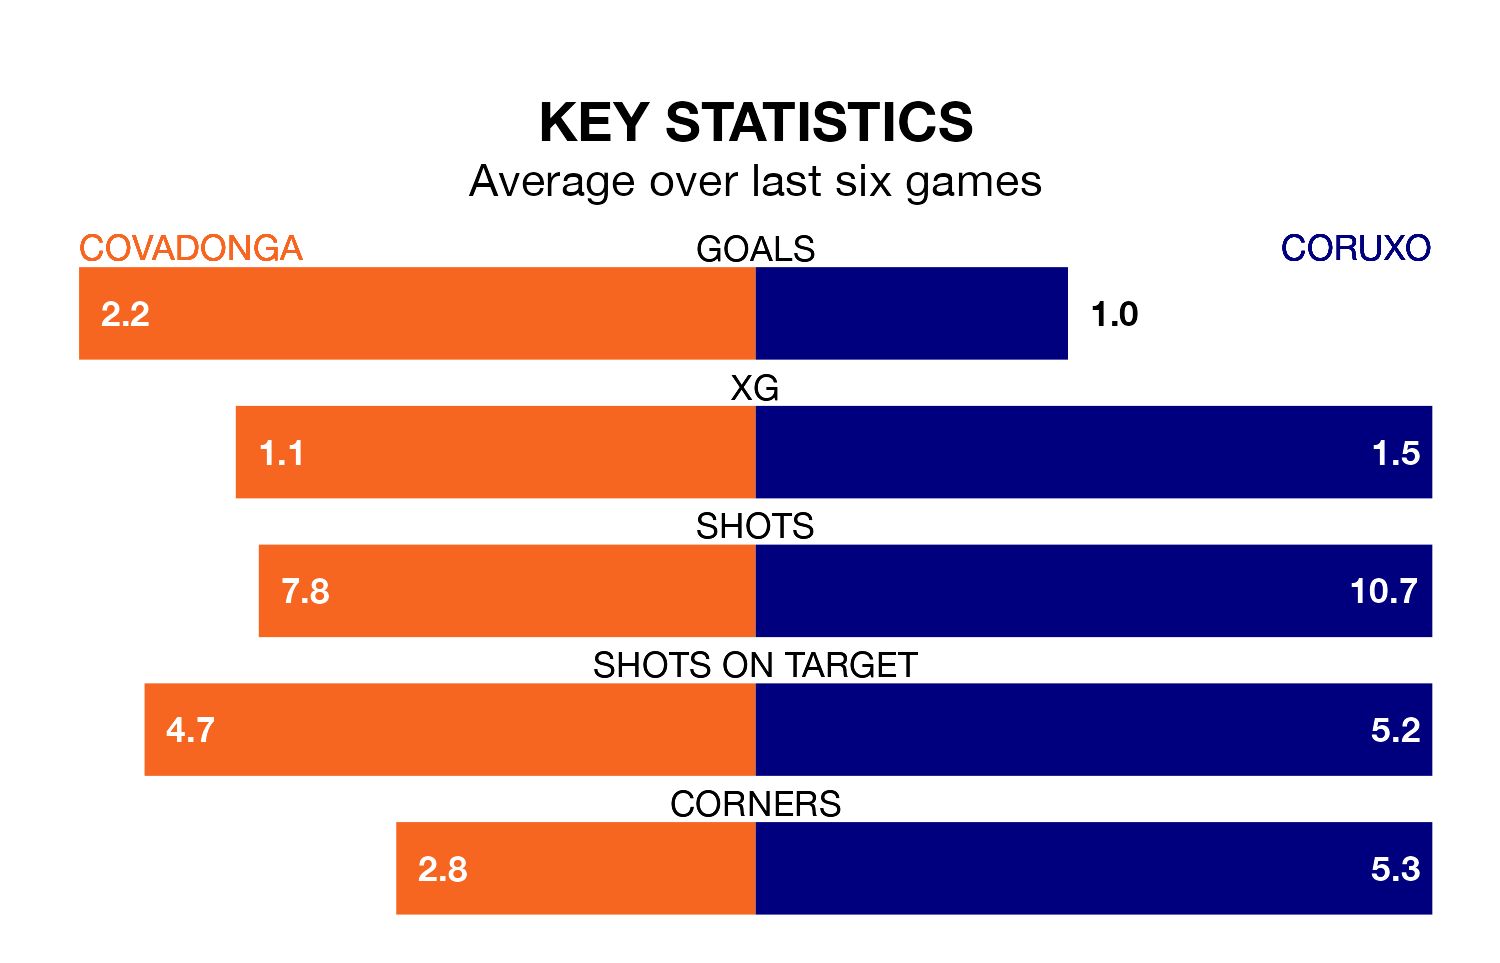 KEY STATISTICS
Average over last six games
COVADONGA GOALS CORUXO
2.2 1.0
XG
1.1 1.5
SHOTS
7.8 10.7
SHOTS ON TARGET
4.7 5.2
CORNERS
2.8 5.3